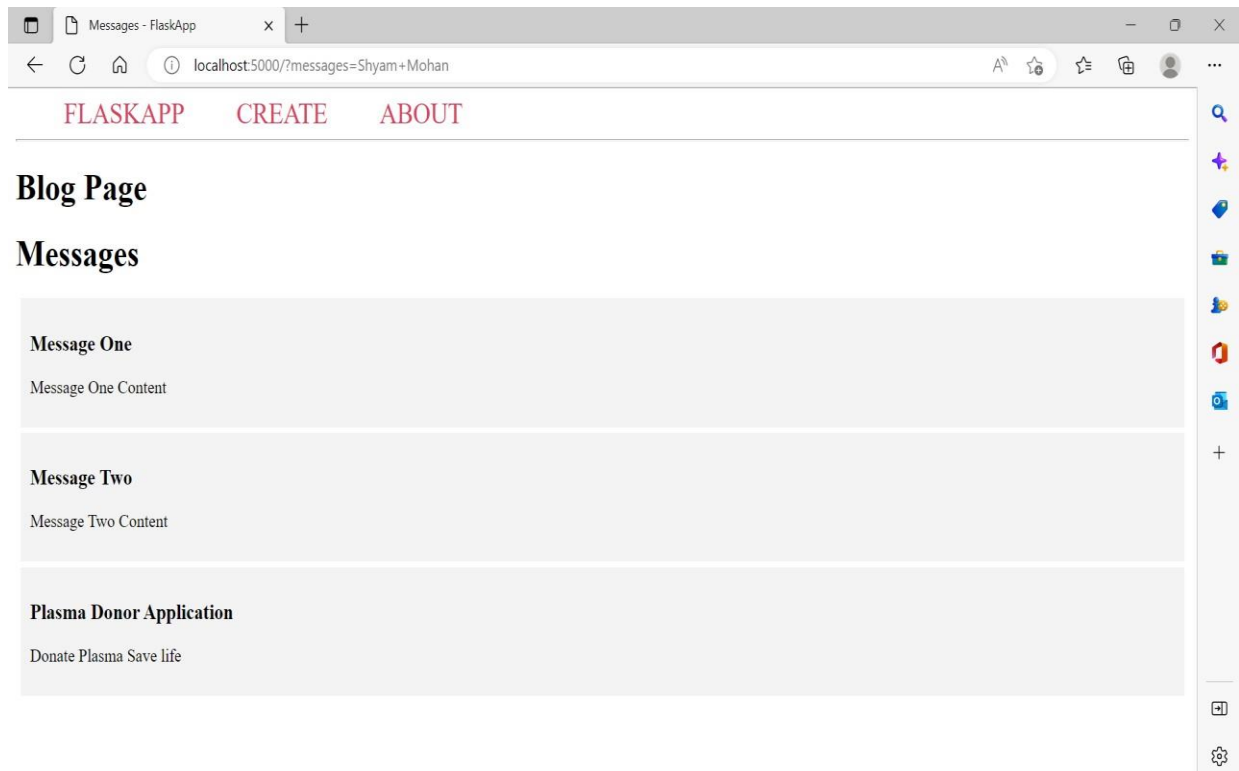 Messages - FlaskApp
localhost:5000/?messages=Shyam+Mohan
FLASKAPP CREATE ABOUT
Blog Page
Messages
Message One
Message One Content
Message Two
Message Two Content
Plasma Donor Application
Donate Plasma Save life